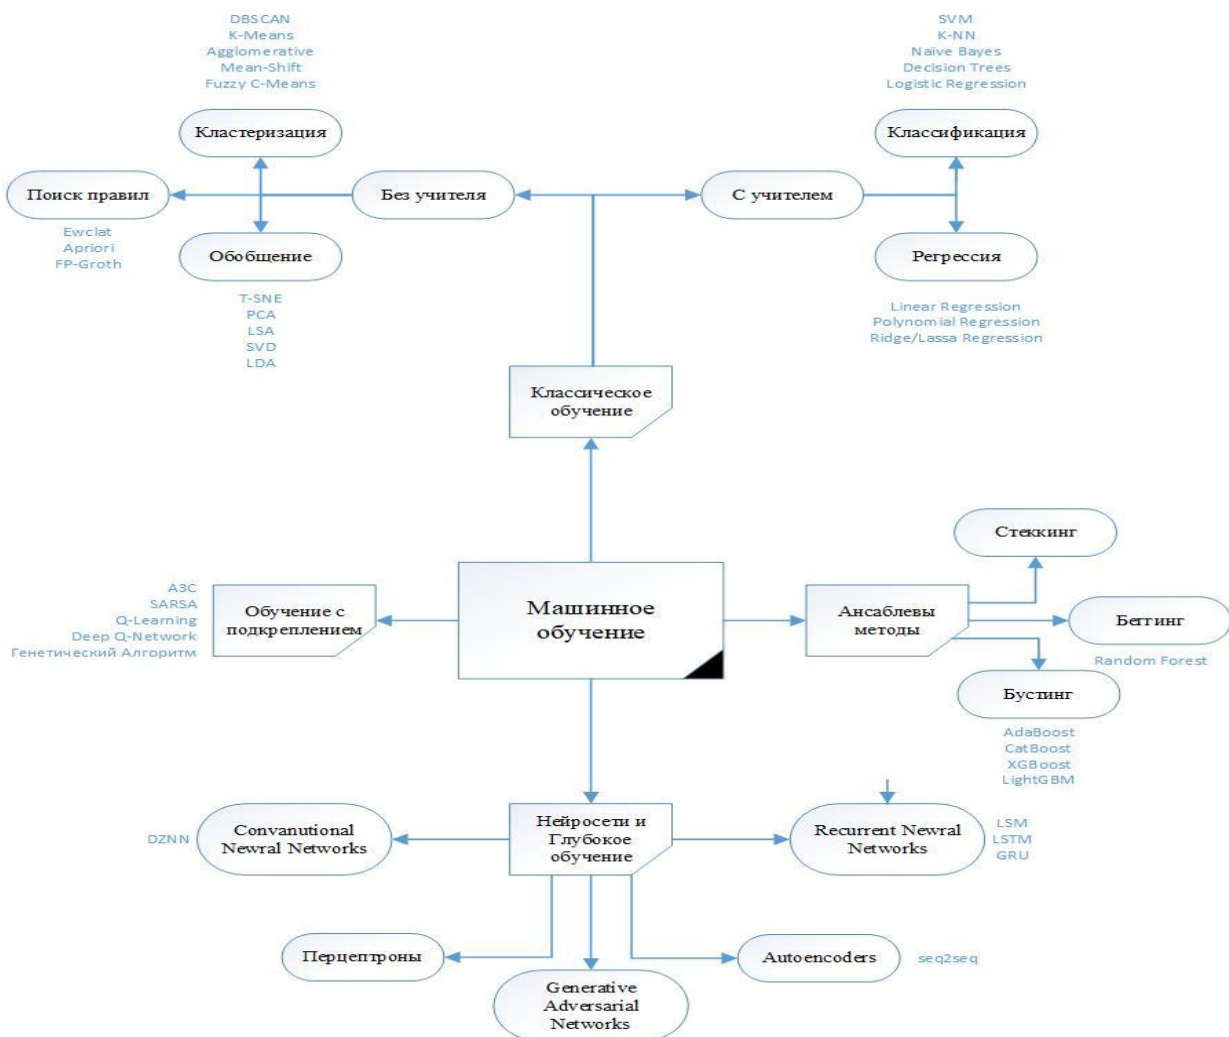 DBSCAN
K-Means
Agglomerative
Mean-Shift
Fuzzy C-Means
SVM
K-NN
Naïve Bayes
Decision Trees
Logistic Regression
Кластеризация
Классификация
Поиск правил
Без учителя
С учителем
Ewclat
Apriori
FP-Groth
Обобщение
Регрессия
T-SNE
PCA
LSA
SVD
LDA
Linear Regression
Polynomial Regression
Ridge/Lassa Regression
Классическое
обучение
Стеккинг
A3C
SARSA
Q-Learning
Deep Q-Network
Генетический Алгоритм
Обучение с
подкреплением
Машинное
обучение
Ансаблевы
методы
Беггинг
Random Forest
Бустинг
AdaBoost
CatBoost
XGBoost
LightGBM
DZNN
Convanutional
Newral Networks
Нейросети и
Глубокое
обучение
Recurrent Newral
Networks
LSM
LSTM
GRU
Перцептроны
Autoencoders
seq2seq
Generative
Adversarial
Networks